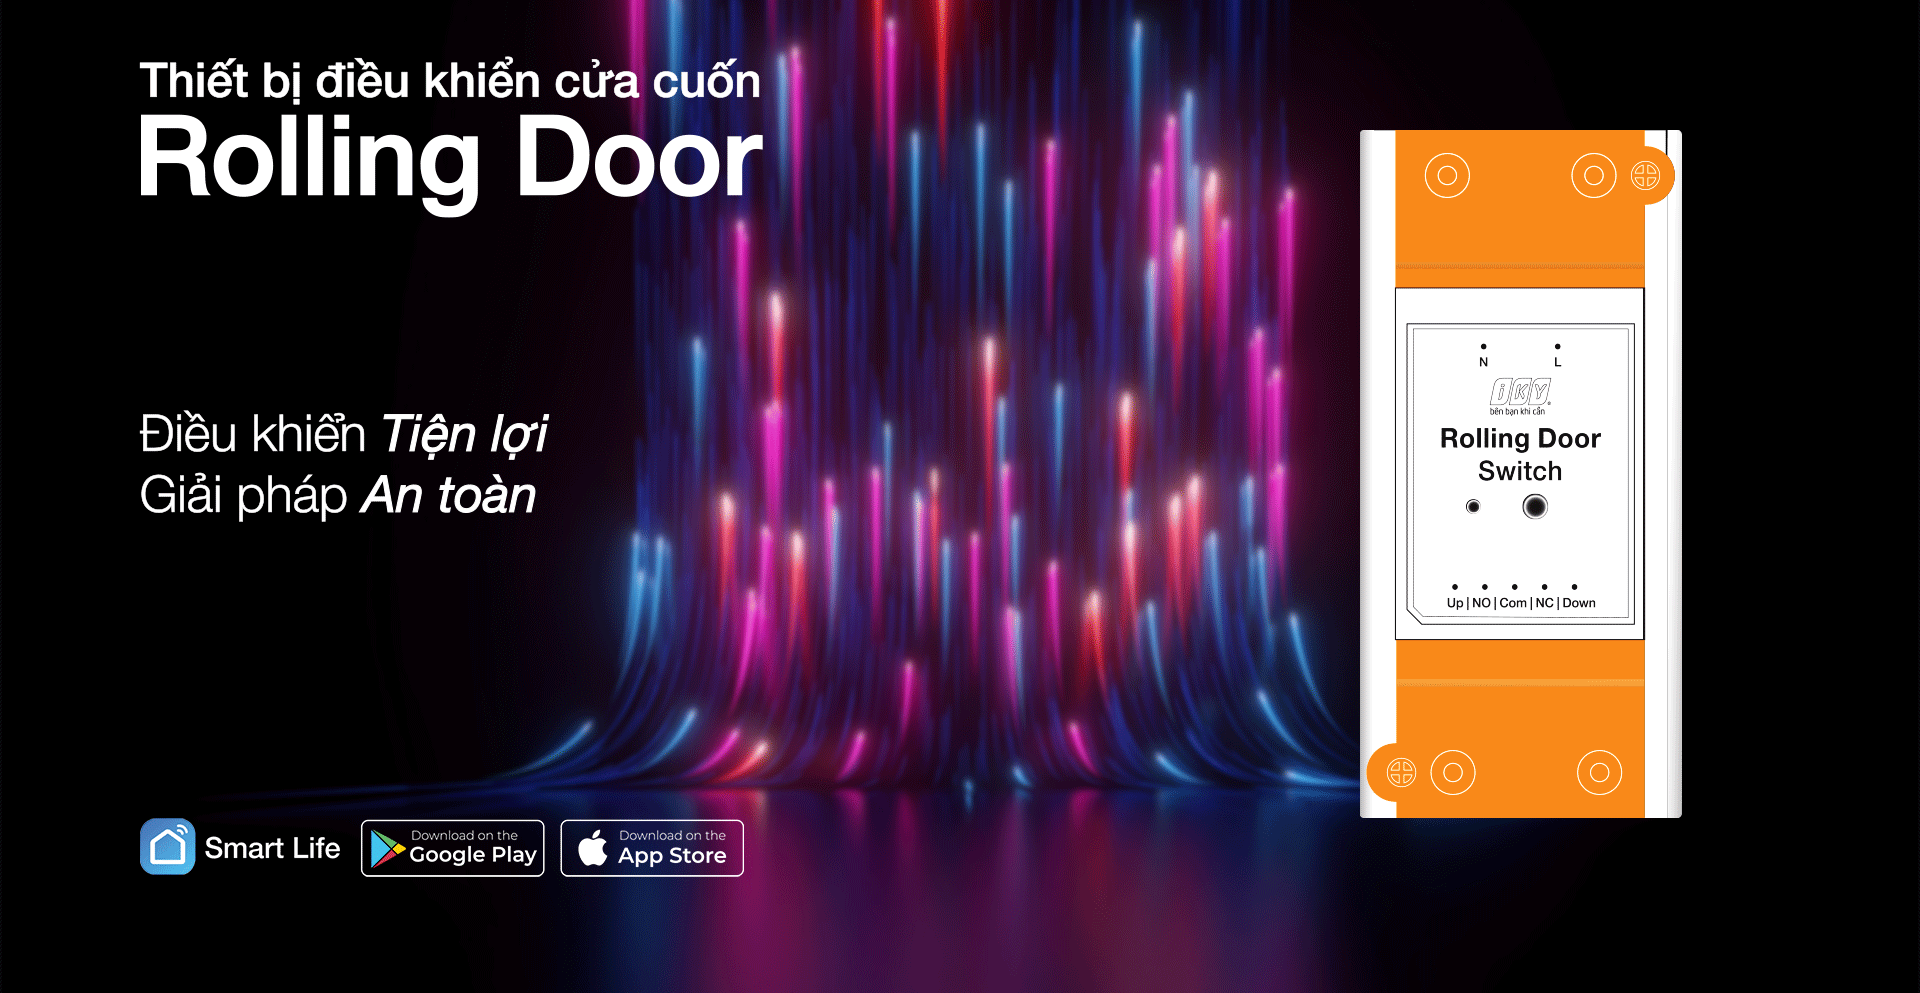 Thiết bị điều khiển cửa cuốn
Rolling Door
Điều khiển Tiện lợi
Giải pháp An toàn
Smart Life
Download on the
Google Play
Download on the
App Store
N L
iKY®
bên bạn khi cần
Rolling Door
Switch
Up | NO | Com | NC | Down